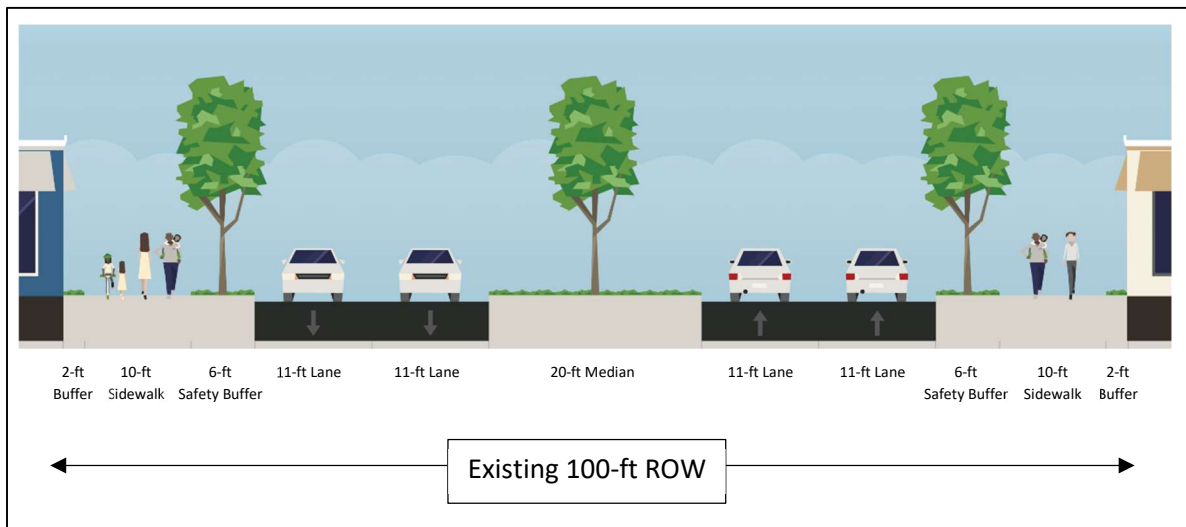 2-ft
Buffer
10-ft
Sidewalk
6-ft
Safety Buffer
11-ft Lane
11-ft Lane
20-ft Median
11-ft Lane
11-ft Lane
6-ft
Safety Buffer
10-ft
Sidewalk
2-ft
Buffer
Existing 100-ft ROW